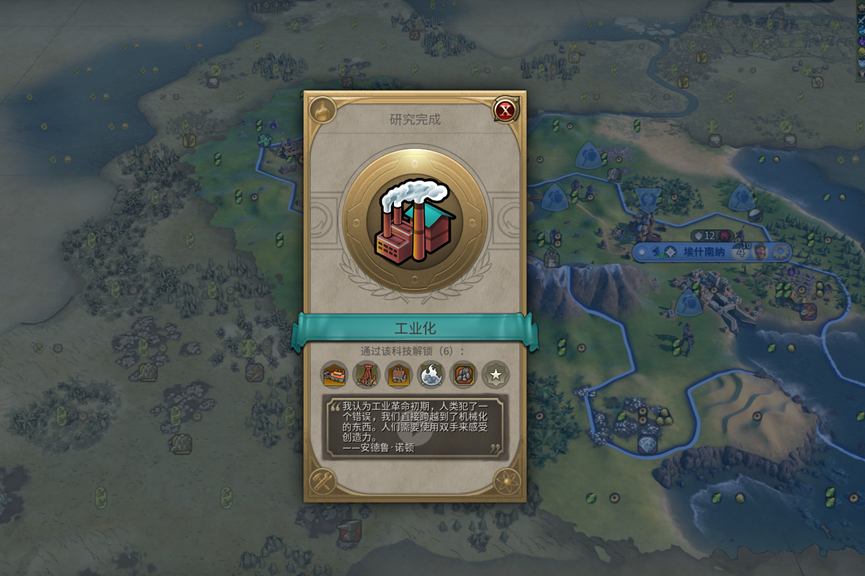 研究完成
12
埃什南纳
10
4
工业化
通过该科技解锁（6）：
我认为工业革命初期，人类犯了一
个错误，我们直接跨越到了机械化
的东西。人们需要使用双手来感受
创造力。
——安德鲁·诺顿